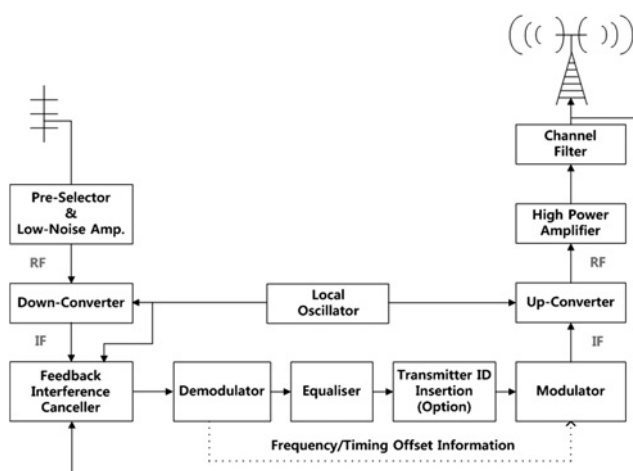 Channel
Filter
Pre-Selector
&
Low-Noise Amp.
High Power
Amplifier
RF
RF
Down-Converter
Local
Oscillator
Up-Converter
IF
IF
Feedback
Interference
Canceller
Demodulator
Equaliser
Transmitter ID
Insertion
(Option)
Modulator
Frequency/Timing Offset Information